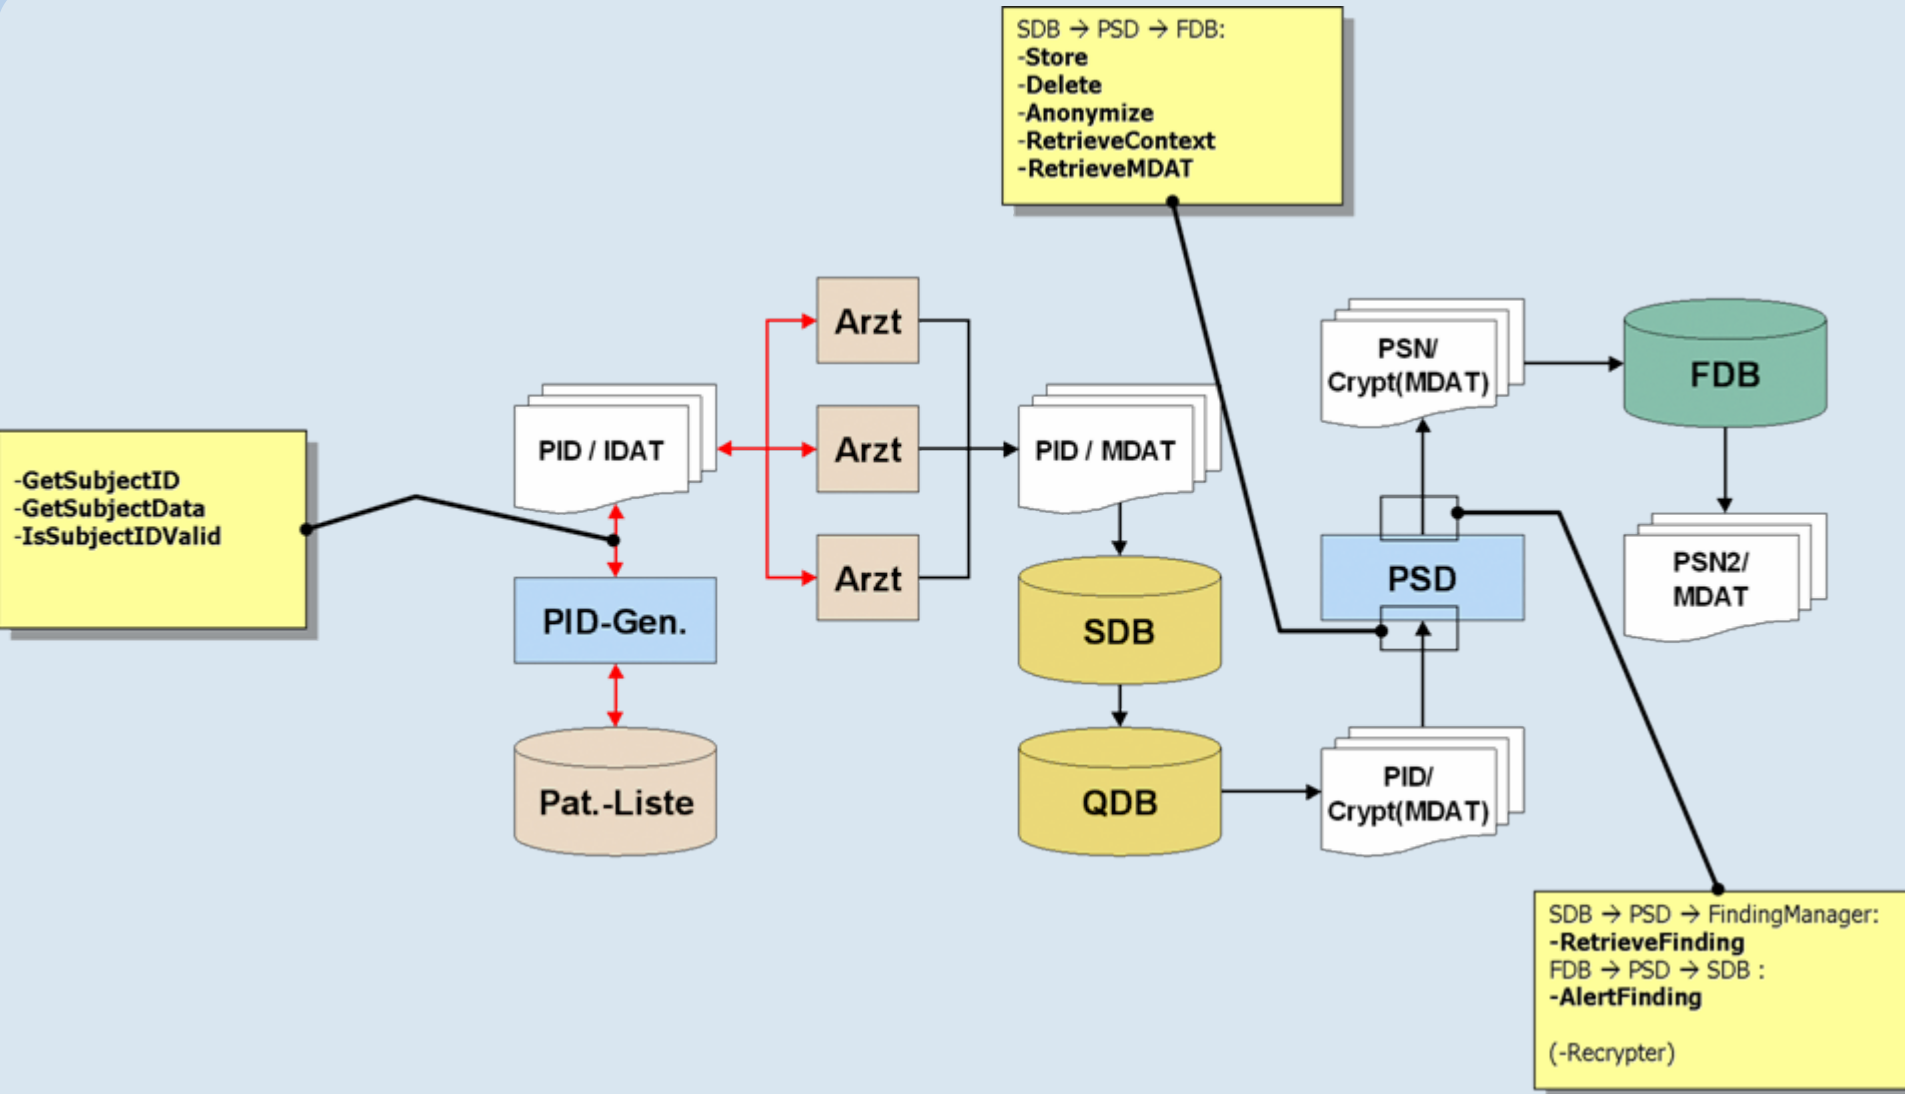 SDB → PSD → FDB:
-Store
-Delete
-Anonymize
-RetrieveContext
-RetrieveMDAT
-GetSubjectID
-GetSubjectData
-IsSubjectIDValid
PID / IDAT
PID-Gen.
Pat.-Liste
Arzt
Arzt
Arzt
PID / MDAT
SDB
QDB
PID/
Crypt(MDAT)
PSD
PSN/
Crypt(MDAT)
FDB
PSN2/
MDAT
SDB → PSD → FindingManager:
-RetrieveFinding
FDB → PSD → SDB :
-AlertFinding
(-Recrypter)